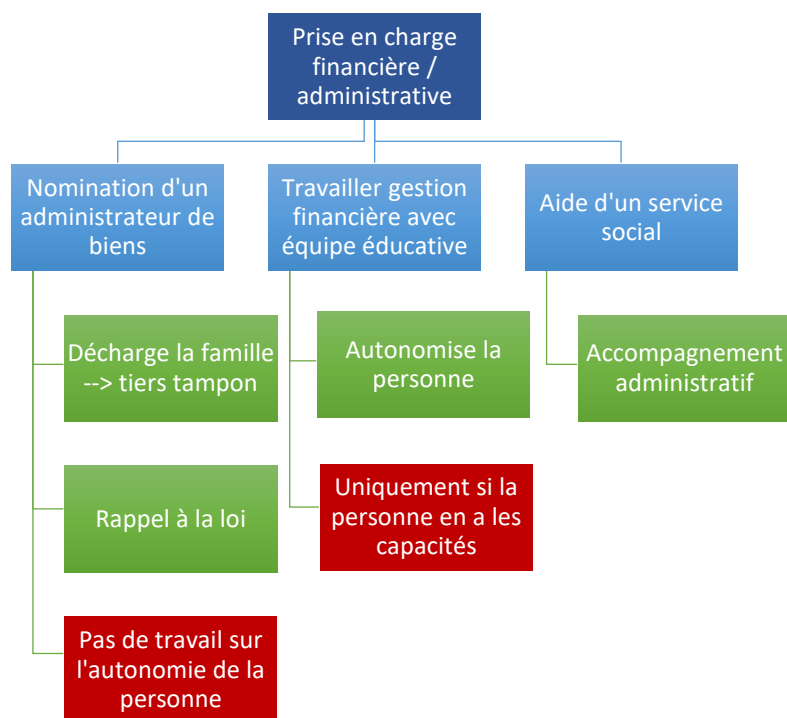 Prise en charge
financière /
administrative
Nomination d'un
administrateur de
biens
Travailler gestion
financière avec
équipe éducative
Aide d'un service
social
Décharge la famille
--> tiers tampon
Autonomise la
personne
Accompagnement
administratif
Rappel à la loi
Uniquement si la
personne en a les
capacités
Pas de travail sur
l'autonomie de la
personne